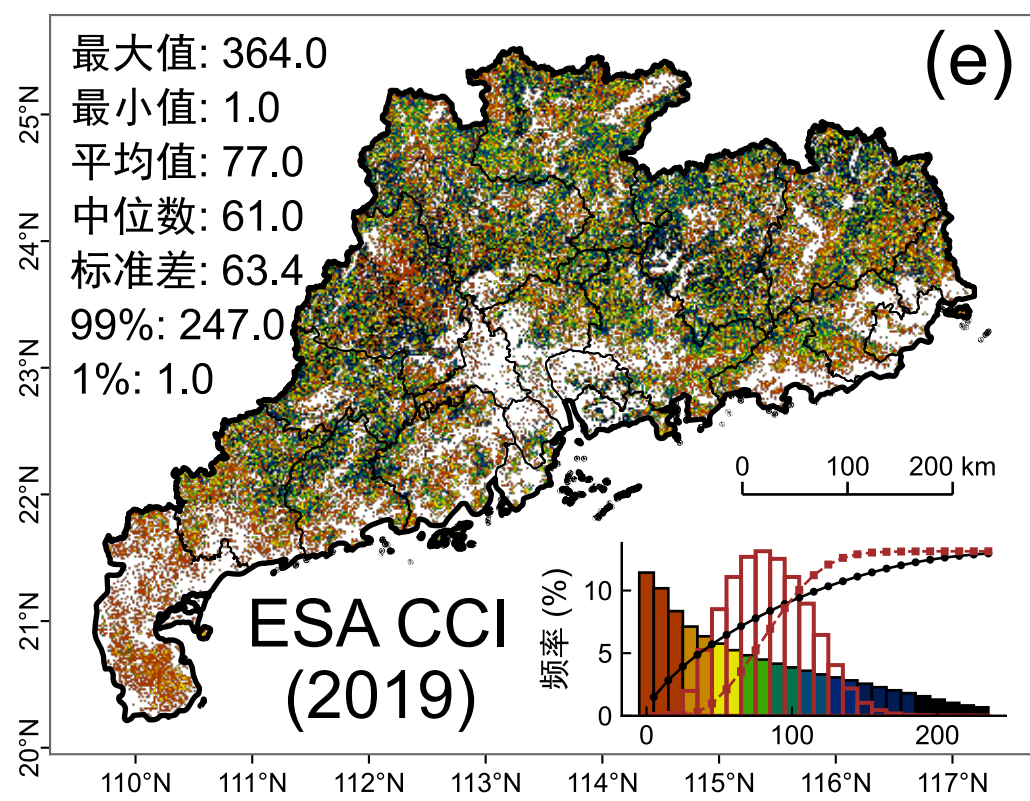 (e)
最大值: 364.0
最小值: 1.0
平均值: 77.0
中位数: 61.0
标准差: 63.4
99%: 247.0
1%: 1.0
25°N
24°N
23°N
22°N
21°N
20°N
0 100 200 km
ESA CCI
(2019)
频率 (%)
10
5
0
0 100 200
110°N 111°N 112°N 113°N 114°N 115°N 116°N 117°N